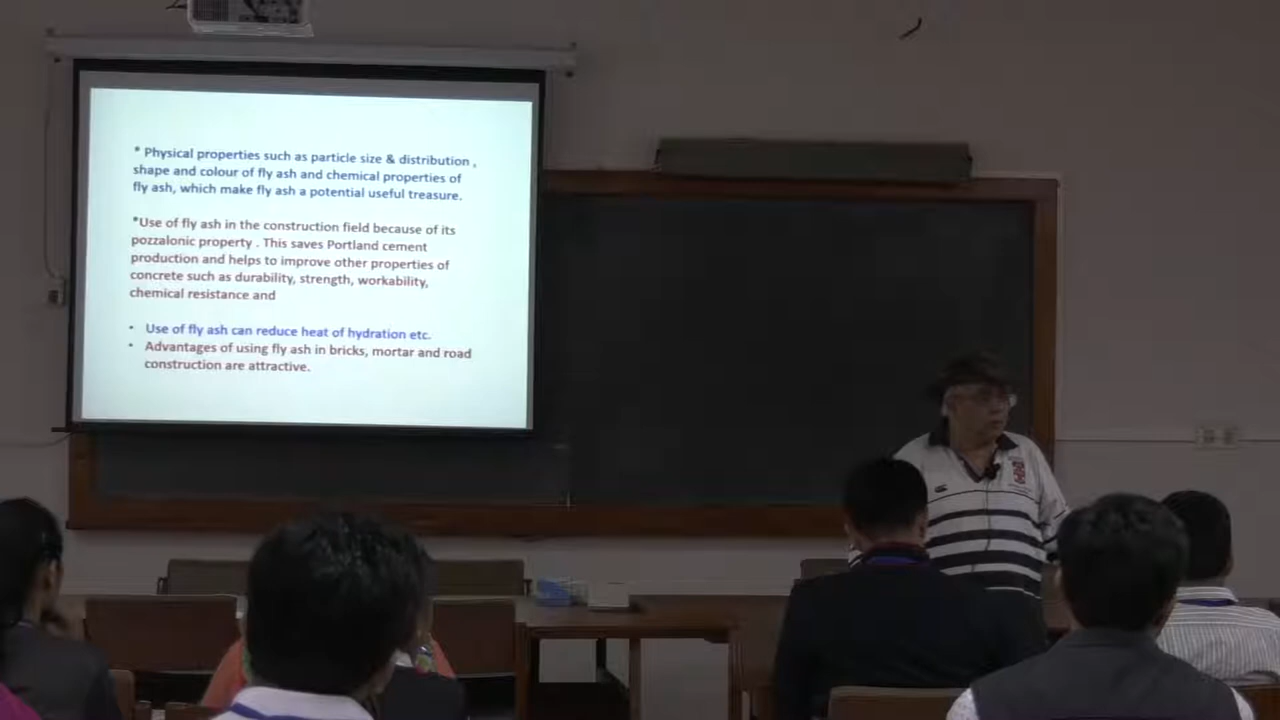 * Physical properties such as particle size & distribution ,
shape and colour of fly ash and chemical properties of
fly ash, which make fly ash a potential useful treasure.
*Use of fly ash in the construction field because of its
pozzalonic property . This saves Portland cement
production and helps to improve other properties of
concrete such as durability, strength, workability,
chemical resistance and
• Use of fly ash can reduce heat of hydration etc.
• Advantages of using fly ash in bricks, mortar and road
construction are attractive.